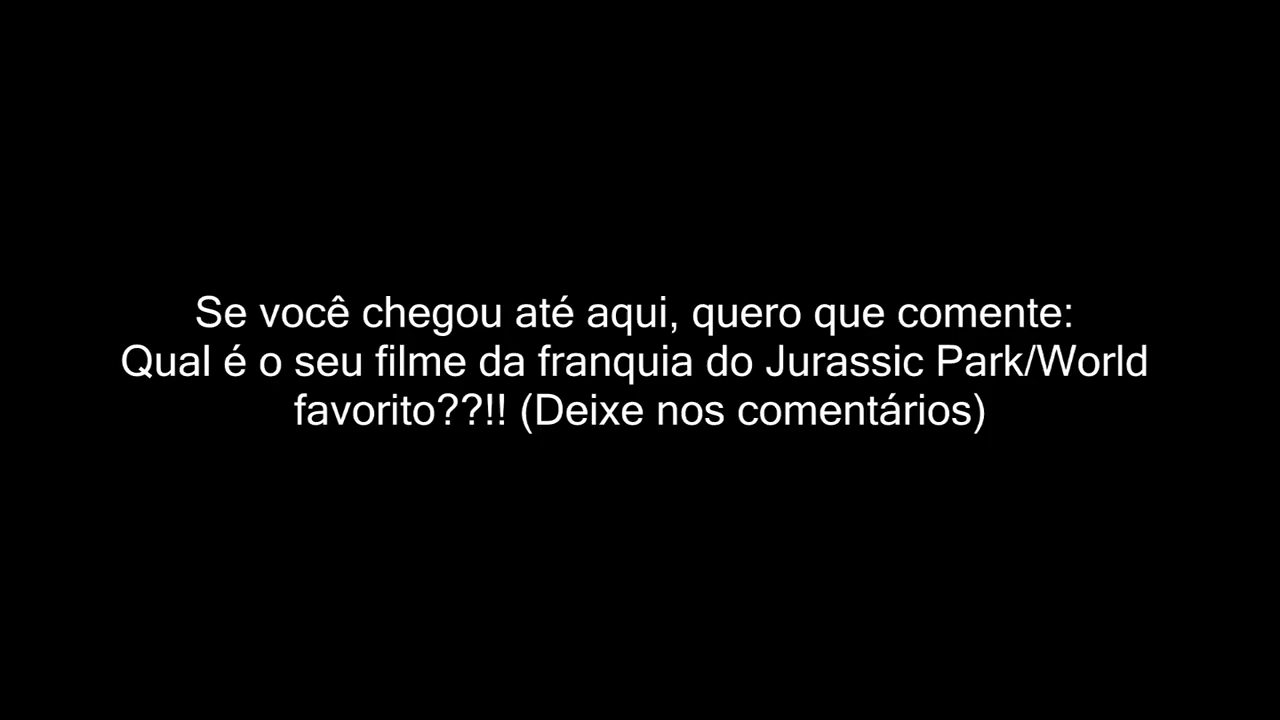 Se você chegou até aqui, quero que comente:
Qual é o seu filme da franquia do Jurassic Park/World
favorito??!! (Deixe nos comentários)